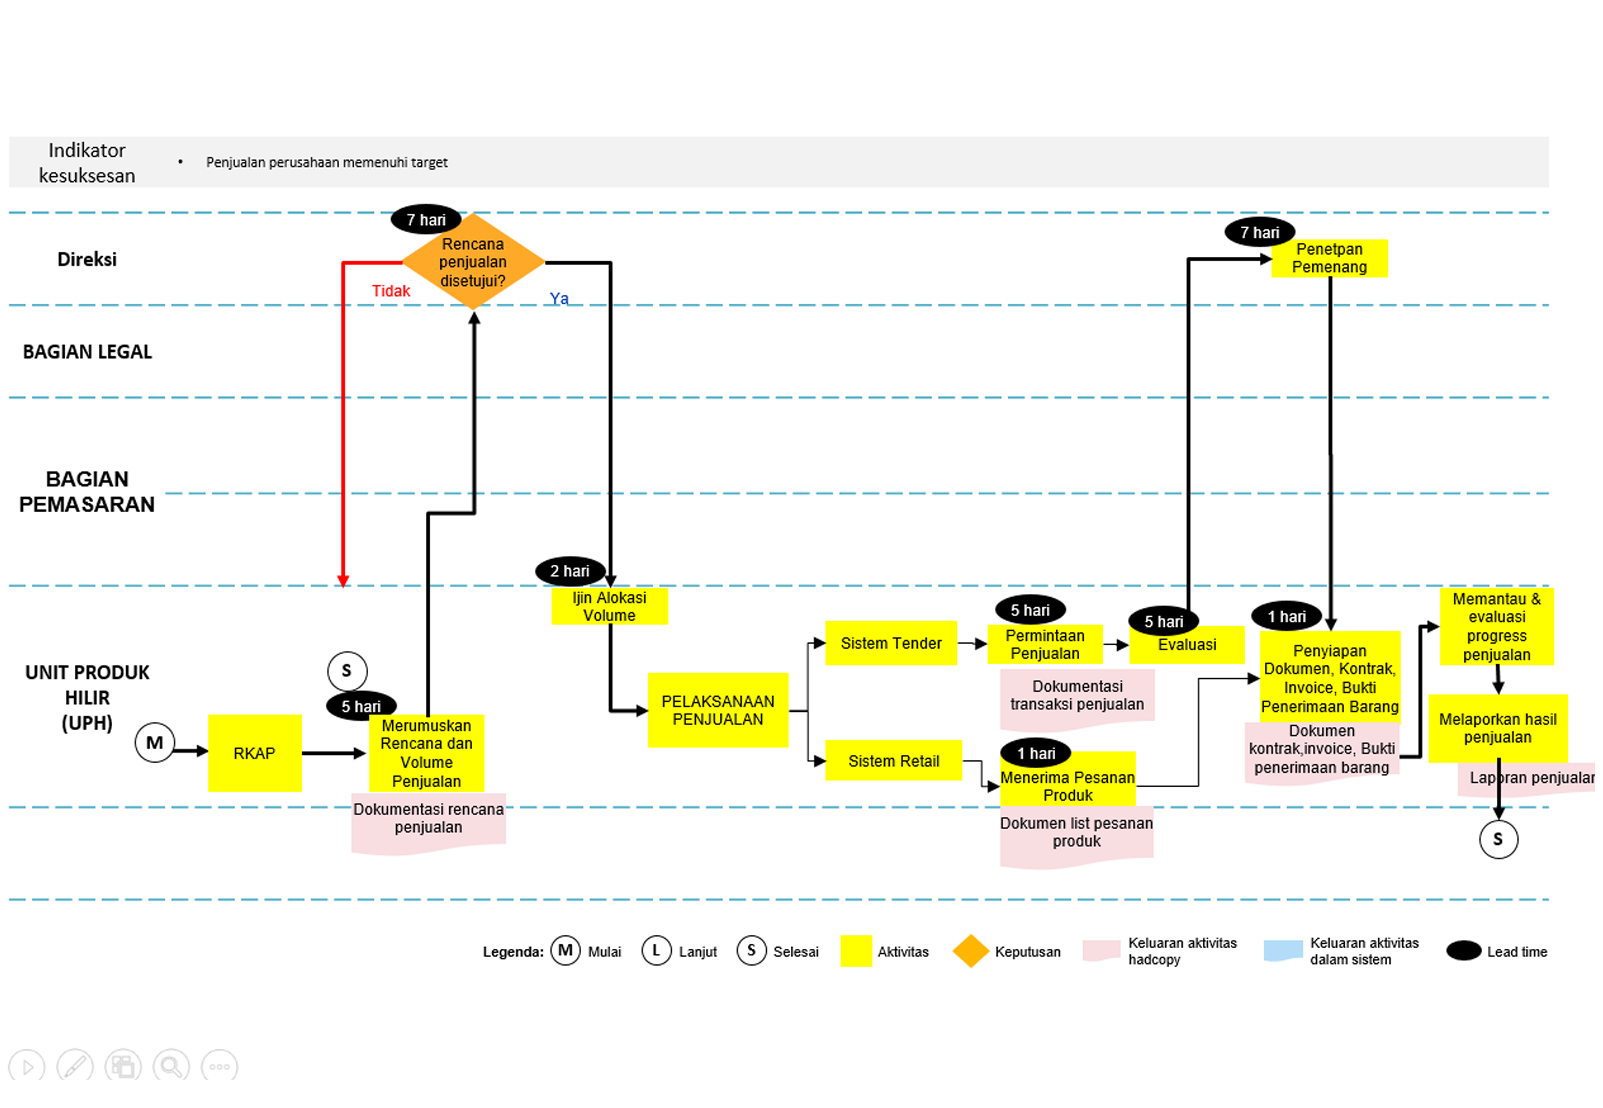 Indikator
kesuksesan
• Penjualan perusahaan memenuhi target
Direksi
7 hari
Rencana
penjualan
disetujui?
Tidak
Ya
7 hari
Penetpan
Pemenang
BAGIAN LEGAL
BAGIAN
PEMASARAN
UNIT PRODUK
HILIR
(UPH)
M
RKAP
S
5 hari
Merumuskan
Rencana dan
Volume
Penjualan
Dokumentasi rencana
penjualan
2 hari
Ijin Alokasi
Volume
PELAKSANAAN
PENJUALAN
Sistem Tender
Sistem Retail
5 hari
Permintaan
Penjualan
Dokumentasi
transaksi penjualan
1 hari
Menerima Pesanan
Produk
Dokumen list pesanan
produk
5 hari
Evaluasi
1 hari
Penyiapan
Dokumen, Kontrak,
Invoice, Bukti
Penerimaan Barang
Dokumen
kontrak,invoice, Bukti
penerimaan barang
Memantau &
evaluasi
progress
penjualan
Melaporkan hasil
penjualan
Laporan penjualan
S
Legenda:
M Mulai
L Lanjut
S Selesai
Aktivitas
Keputusan
Keluaran aktivitas
hadcopy
Keluaran aktivitas
dalam sistem
Lead time